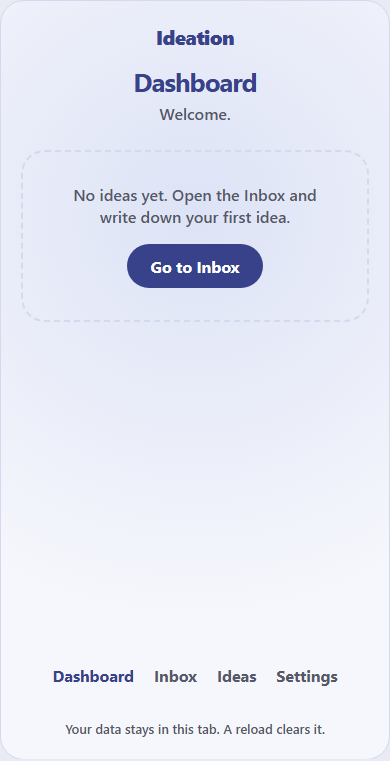 Ideation
Dashboard
Welcome.
No ideas yet. Open the Inbox and
write down your first idea.
Go to Inbox
Dashboard Inbox Ideas Settings
Your data stays in this tab. A reload clears it.